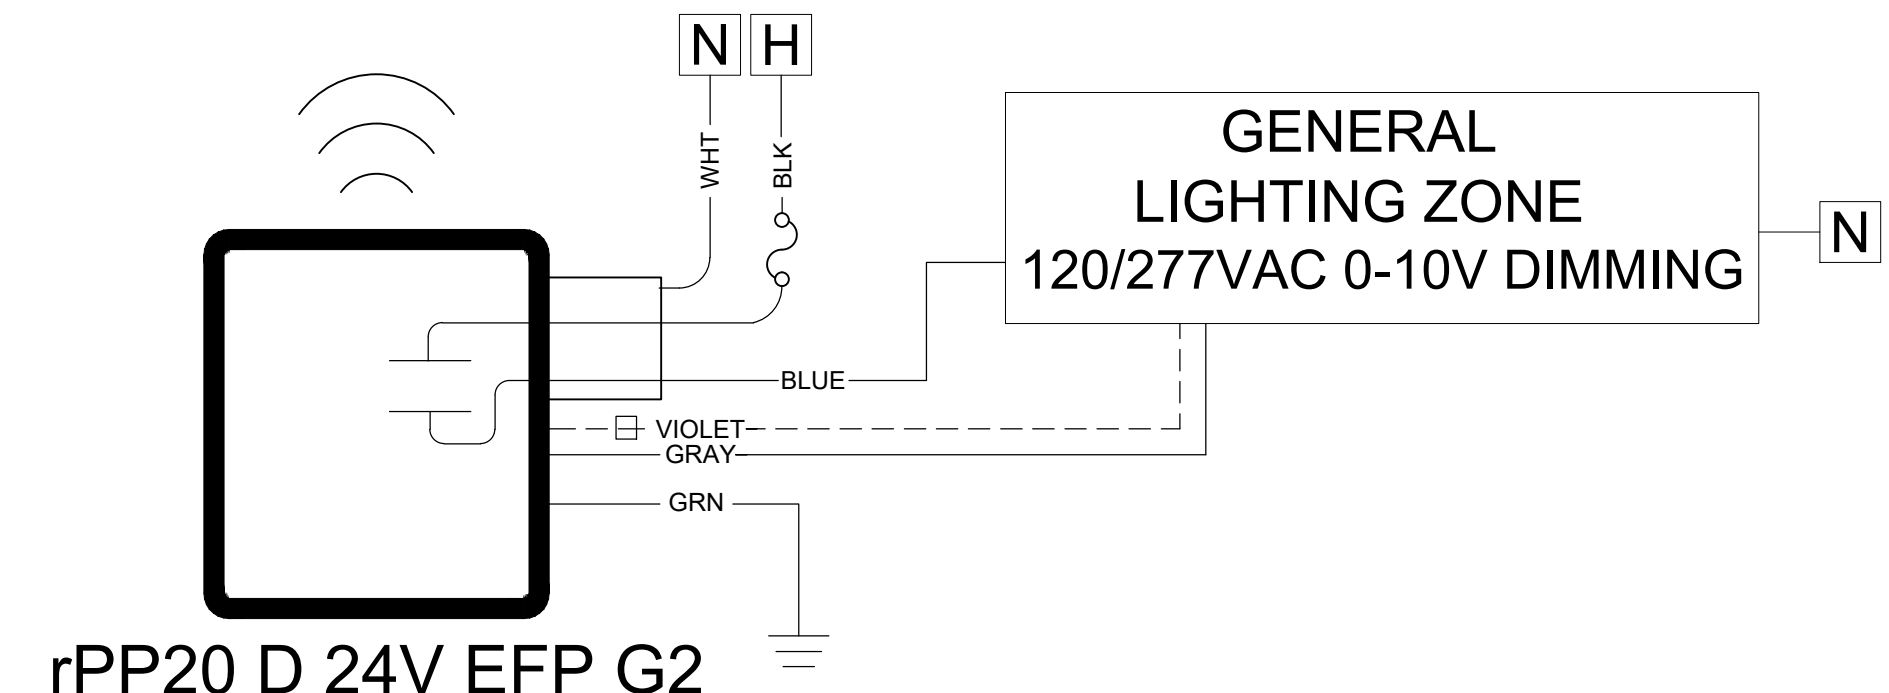 N H
WHT
BLK
GENERAL
LIGHTING ZONE
120/277VAC 0-10V DIMMING
N
BLUE
VIOLET
GRAY
GRN
rPP20 D 24V EFP G2